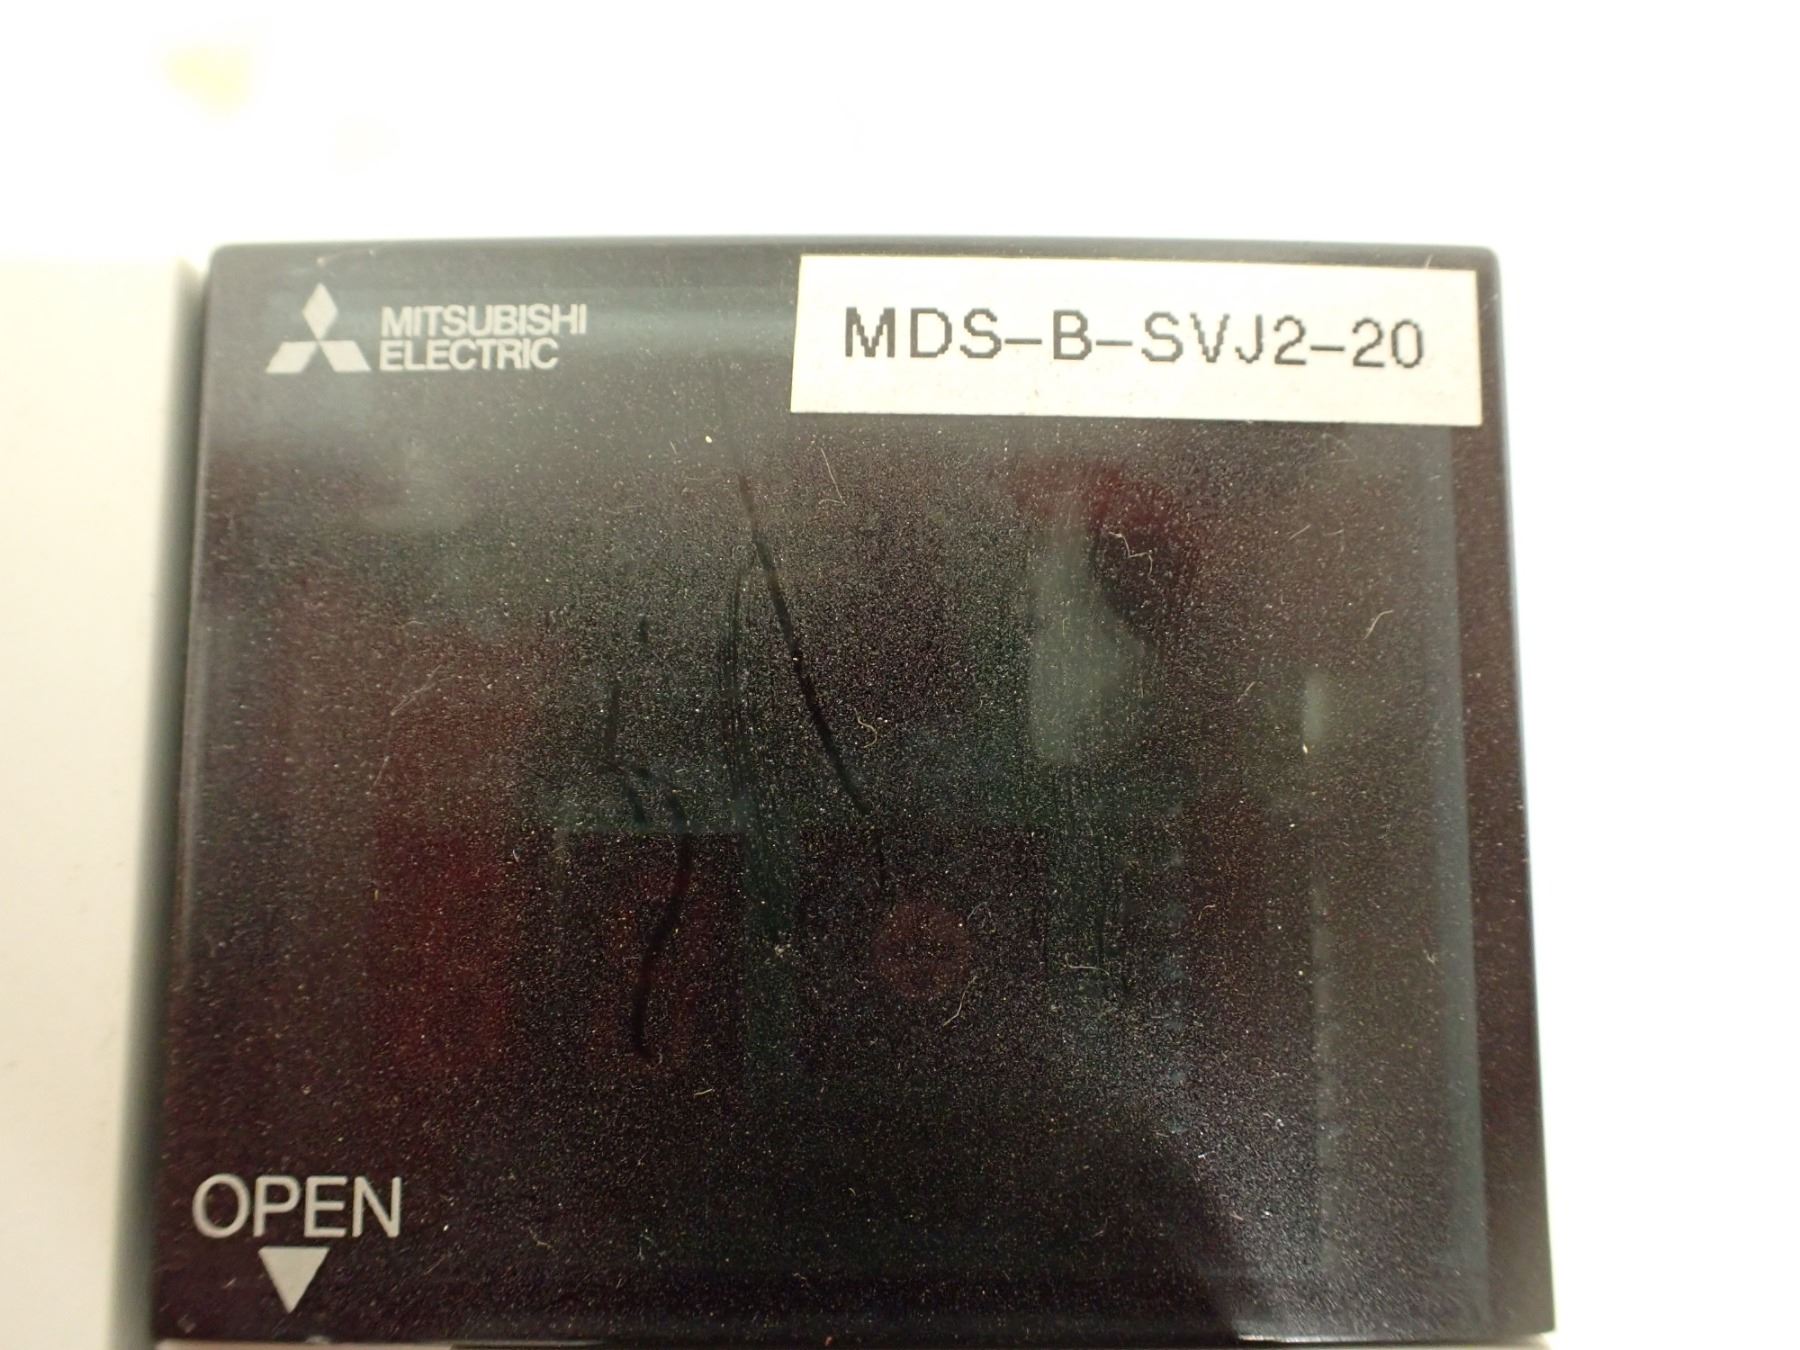 MITSUBISHI
ELECTRIC
MDS-B-SVJ2-20
OPEN